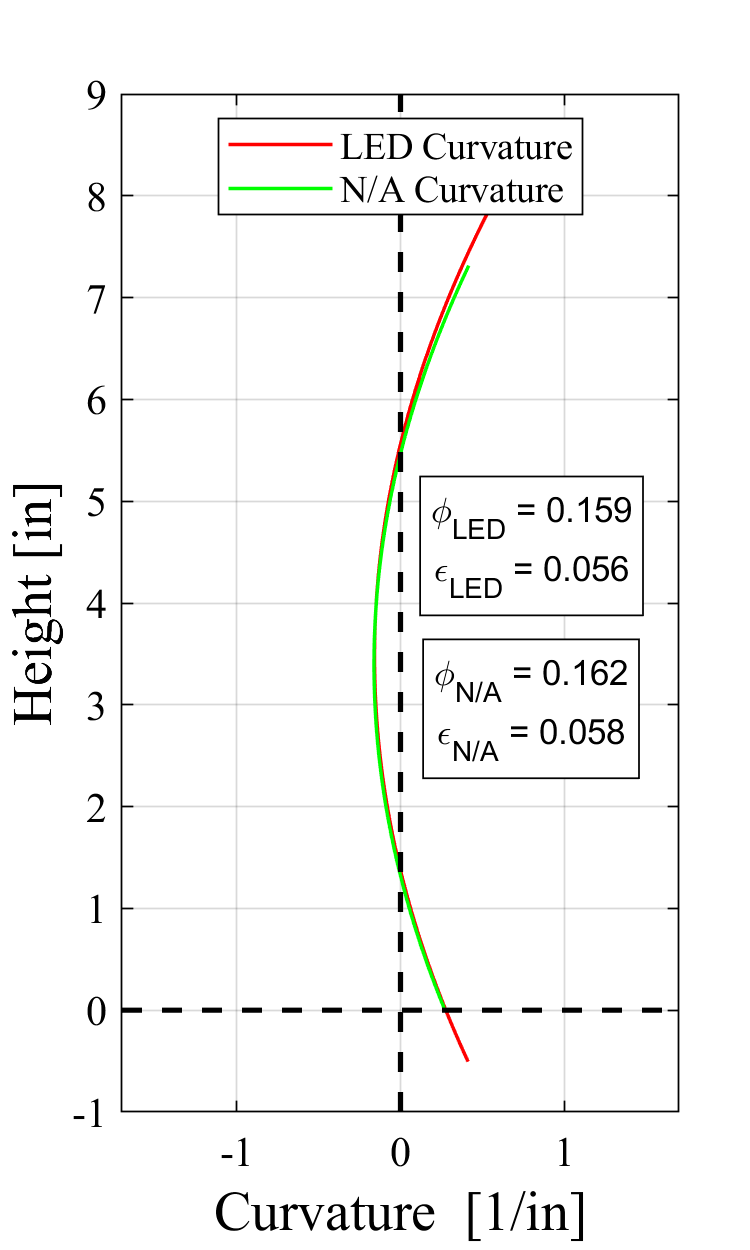 9
LED Curvature
N/A Curvature
8
7
6
5
ϕLED = 0.159
ϵLED = 0.056
4
ϕN/A = 0.162
ϵN/A = 0.058
3
2
1
0
-1
Height [in]
-1 0 1
Curvature [1/in]